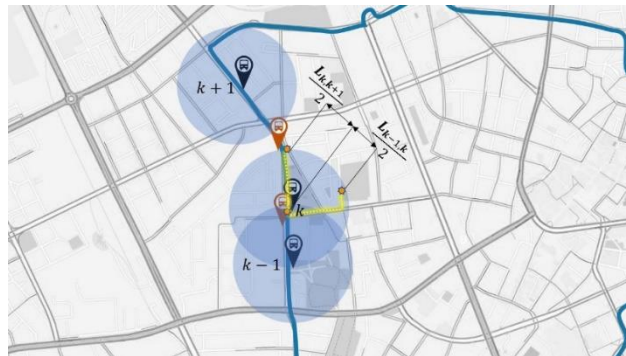 L_{k,k+1}
2
k + 1
L_{k-1,k}
2
k
k − 1